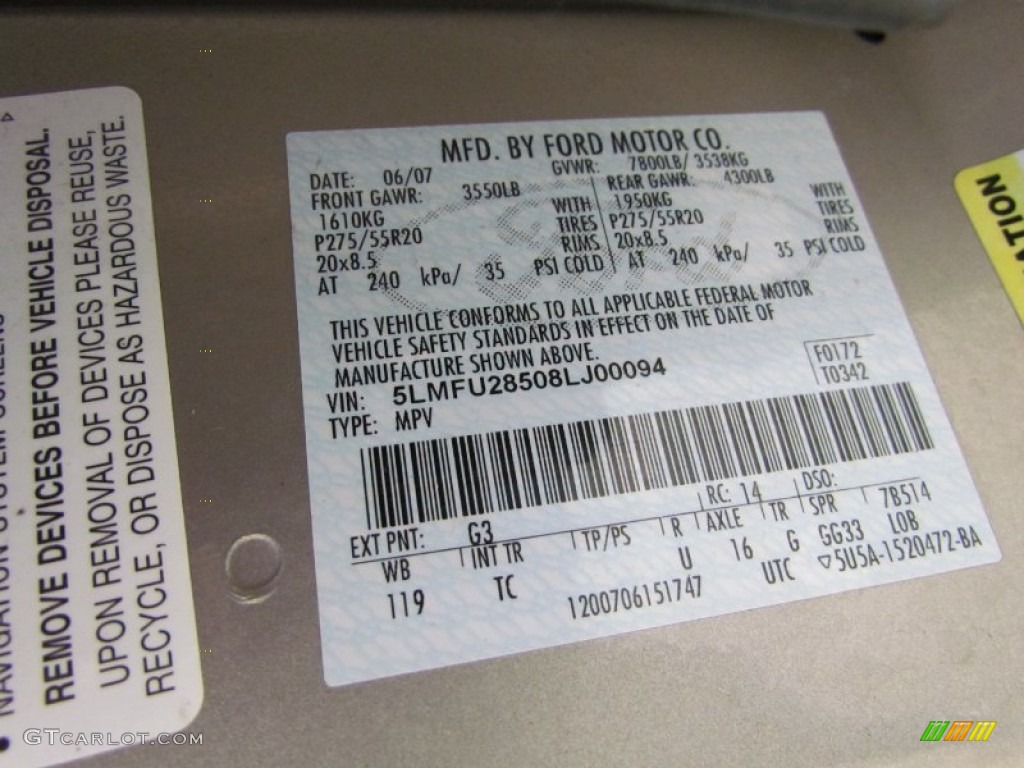 NAVIGATION SYSTEM SCREENS
REMOVE DEVICES BEFORE VEHICLE DISPOSAL.
UPON REMOVAL OF DEVICES PLEASE REUSE,
RECYCLE, OR DISPOSE AS HAZARDOUS WASTE.
MFD. BY FORD MOTOR CO.
DATE: 06/07 GVWR: 7800LB/ 3538KG
FRONT GAWR: 3550LB REAR GAWR: 4300LB
1610KG WITH 1950KG WITH
P275/55R20 TIRES P275/55R20 TIRES
20x8.5 RIMS 20x8.5 RIMS
AT 240 kPa/ 35 PSI COLD AT 240 kPa/ 35 PSI COLD
Ford
THIS VEHICLE CONFORMS TO ALL APPLICABLE FEDERAL MOTOR
VEHICLE SAFETY STANDARDS IN EFFECT ON THE DATE OF
MANUFACTURE SHOWN ABOVE.
VIN: 5LMFU28508LJ00094 F0172
TYPE: MPV T0342
EXT PNT: G3 RC: 14 DSO:
WB INT TR TP/PS R AXLE TR SPR 7B514
119 TC U 16 G GG33 LOB
1200706151747 UTC ▽5U5A-1520472-BA
ATION
GTCARLOT.COM